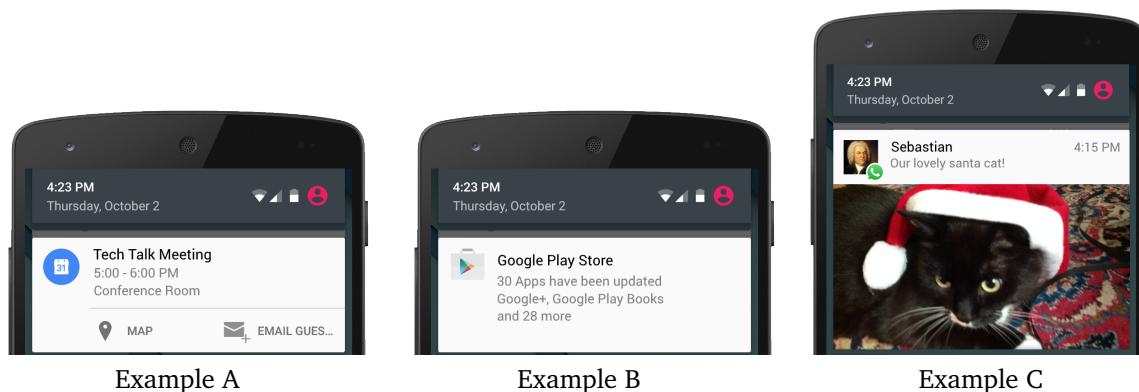 4:23 PM
Thursday, October 2
Tech Talk Meeting
5:00 - 6:00 PM
Conference Room
31
MAP
EMAIL GUES...
Example A
4:23 PM
Thursday, October 2
Google Play Store
30 Apps have been updated
Google+, Google Play Books
and 28 more
Example B
4:23 PM
Thursday, October 2
Sebastian 4:15 PM
Our lovely santa cat!
Example C